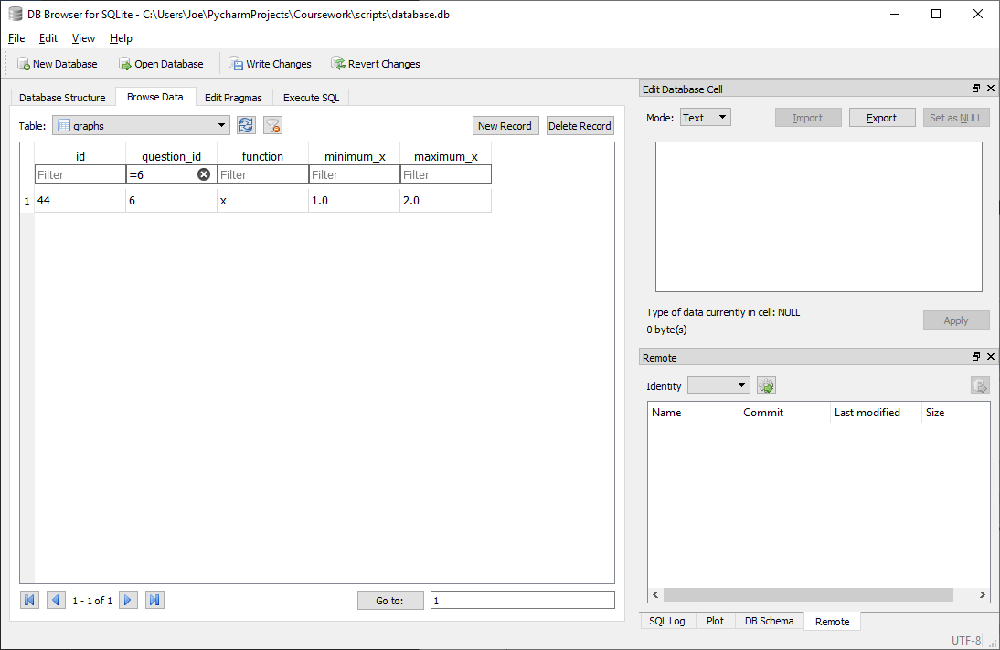 DB Browser for SQLite - C:\Users\Joe\PycharmProjects\Coursework\scripts\database.db
File Edit View Help
New Database Open Database Write Changes Revert Changes
Database Structure Browse Data Edit Pragmas Execute SQL
Table: graphs New Record Delete Record
id question_id function minimum_x maximum_x
Filter =6 Filter Filter Filter
1 44 6 x 1.0 2.0
1 - 1 of 1 Go to: 1
Edit Database Cell
Mode: Text Import Export Set as NULL
Type of data currently in cell: NULL
0 byte(s)
Apply
Remote
Identity
Name Commit Last modified Size
SQL Log Plot DB Schema Remote
UTF-8